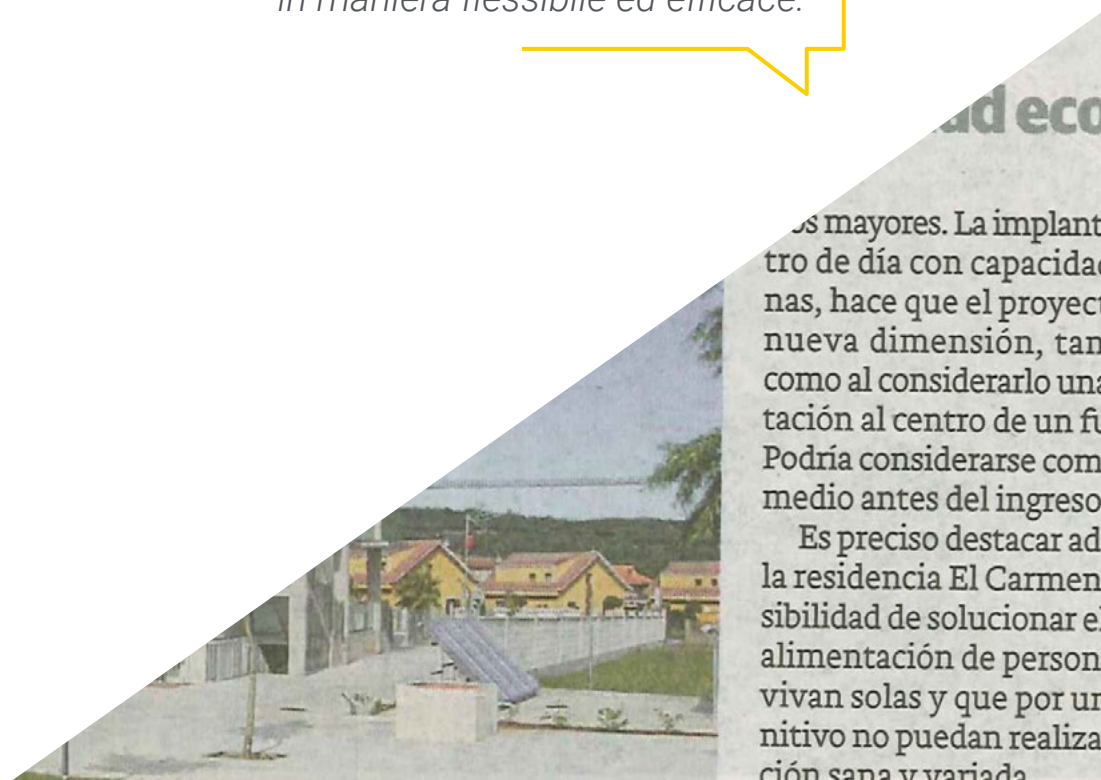 in maniera flessibile ed efficace.
eco
mayores. La implant
tro de día con capacidad
nas, hace que el proyect
nueva dimensión, tan
como al considerarlo una
tación al centro de un fu
Podría considerarse com
medio antes del ingreso
Es preciso destacar ad
la residencia El Carmen
sibilidad de solucionar el
alimentación de person
vivan solas y que por un
nitivo no puedan realiza
ción sana y variada